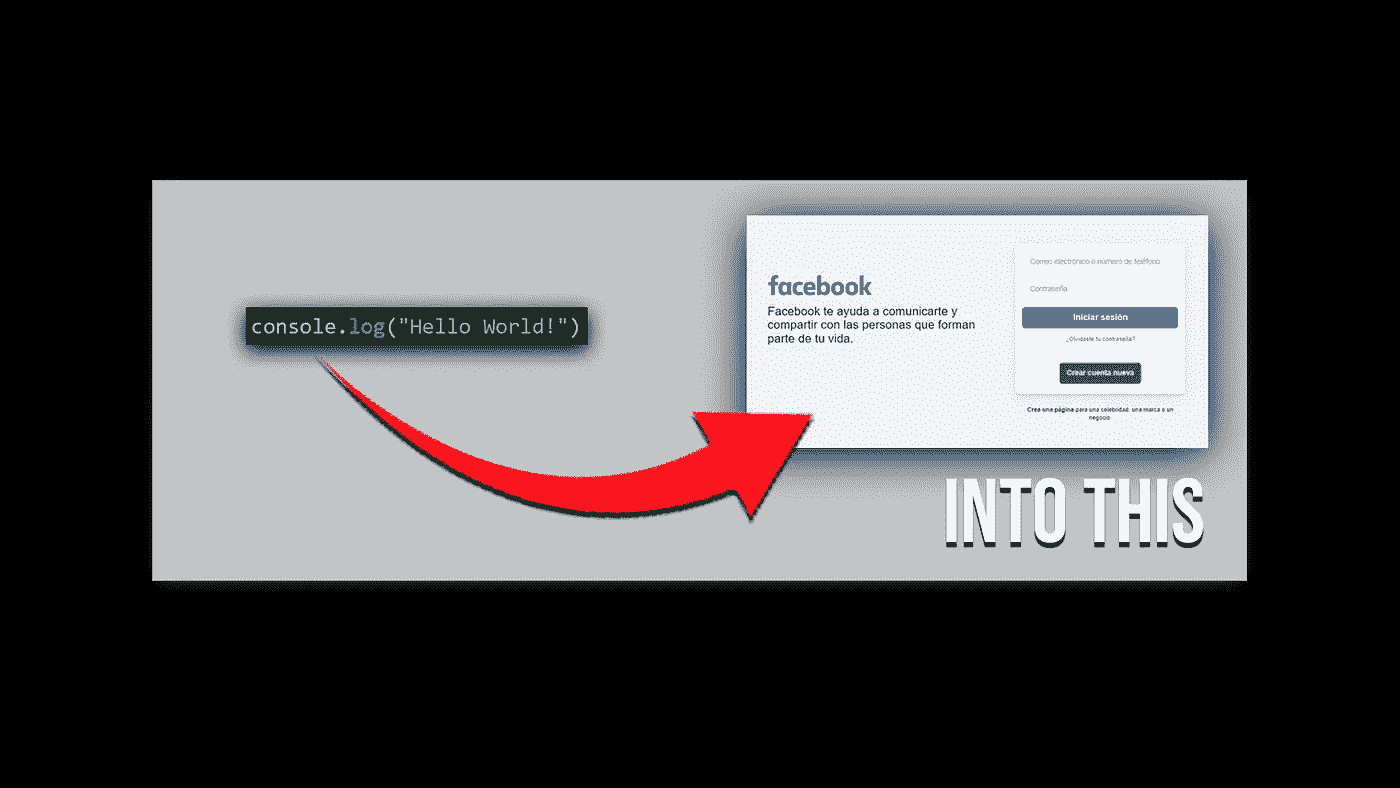 console.log("Hello World!")
facebook
Facebook te ayuda a comunicarte y
compartir con las personas que forman
parte de tu vida.
Correo electrónico o número de teléfono
Contraseña
Iniciar sesión
¿Olvidaste tu contraseña?
Crear cuenta nueva
Crea una página para una celebridad, una marca o un
negocio.
INTO THIS